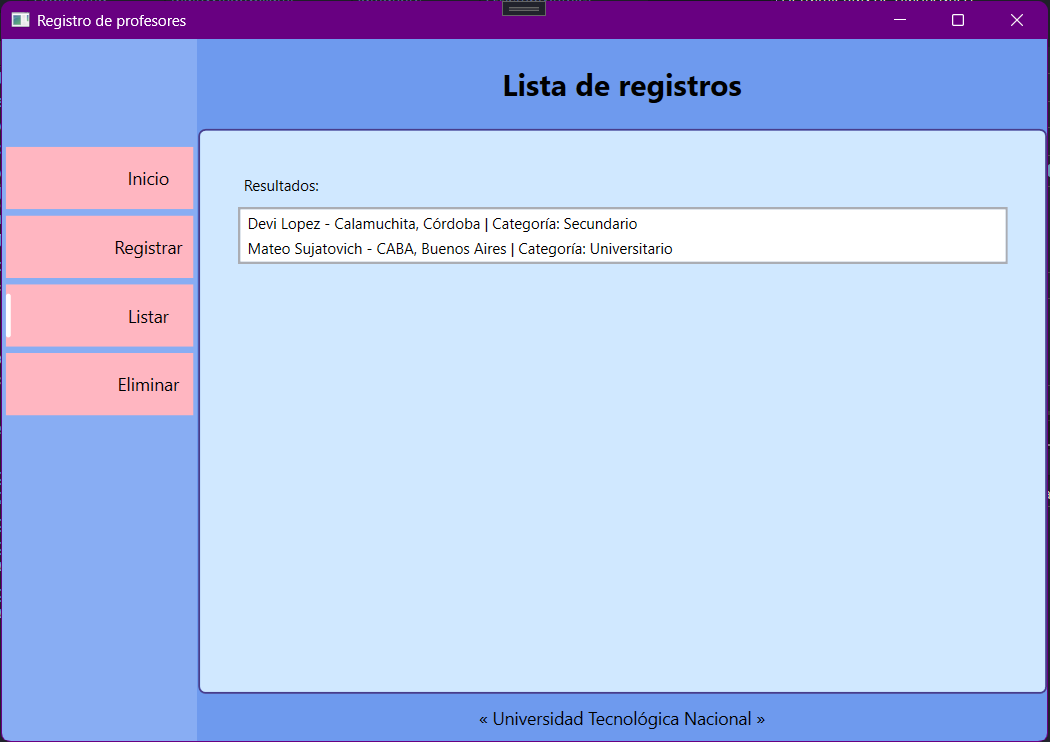 Registro de profesores
Lista de registros
Inicio
Registrar
Listar
Eliminar
Resultados:
Devi Lopez - Calamuchita, Córdoba | Categoría: Secundario
Mateo Sujatovich - CABA, Buenos Aires | Categoría: Universitario
« Universidad Tecnológica Nacional »